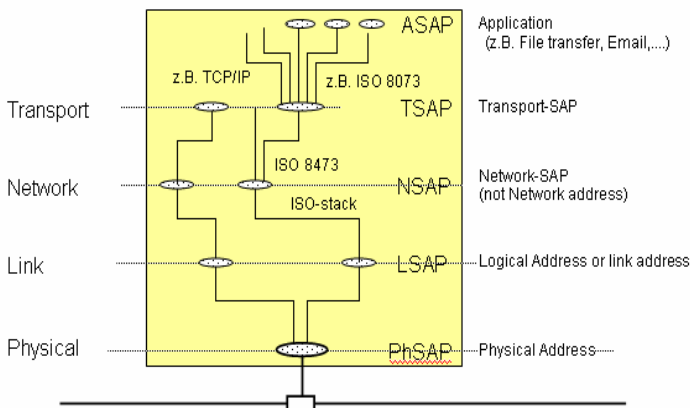 ASAP
Application
(z.B. File transfer, Email,....)
z.B. TCP/IP
z.B. ISO 8073
Transport
TSAP
Transport-SAP
ISO 8473
Network
NSAP
Network-SAP
(not Network address)
ISO-stack
Link
LSAP
Logical Address or link address
Physical
PhSAP
Physical Address